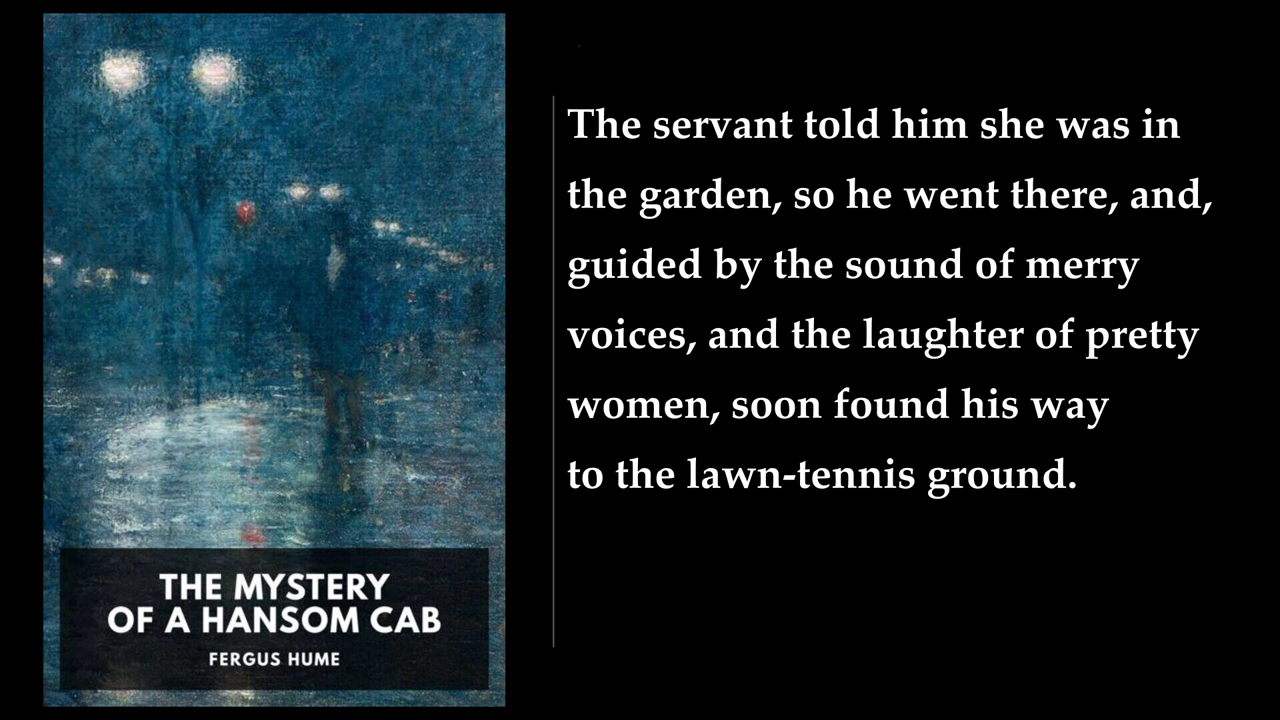 The servant told him she was in
the garden, so he went there, and,
guided by the sound of merry
voices, and the laughter of pretty
women, soon found his way
to the lawn-tennis ground.
THE MYSTERY
OF A HANSOM CAB
FERGUS HUME